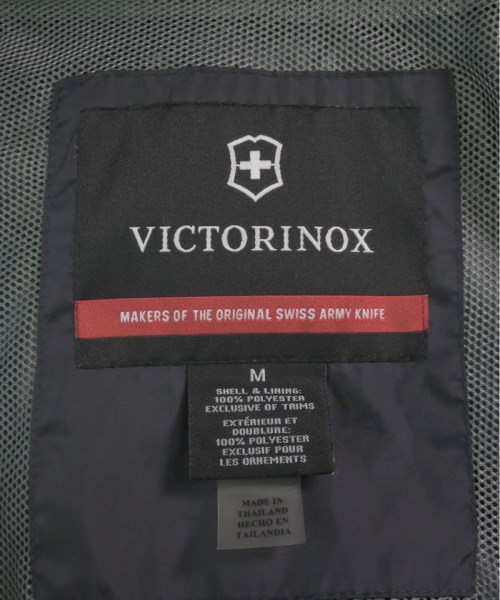 VICTORINOX
MAKERS OF THE ORIGINAL SWISS ARMY KNIFE
M
SHELL & LINING:
100% POLYESTER
EXCLUSIVE OF TRIMS
EXTÉRIEUR ET
DOUBLURE:
100% POLYESTER
EXCLUSIF POUR
LES ORNEMENTS
MADE IN
THAILAND
HECHO EN
TAILANDIA